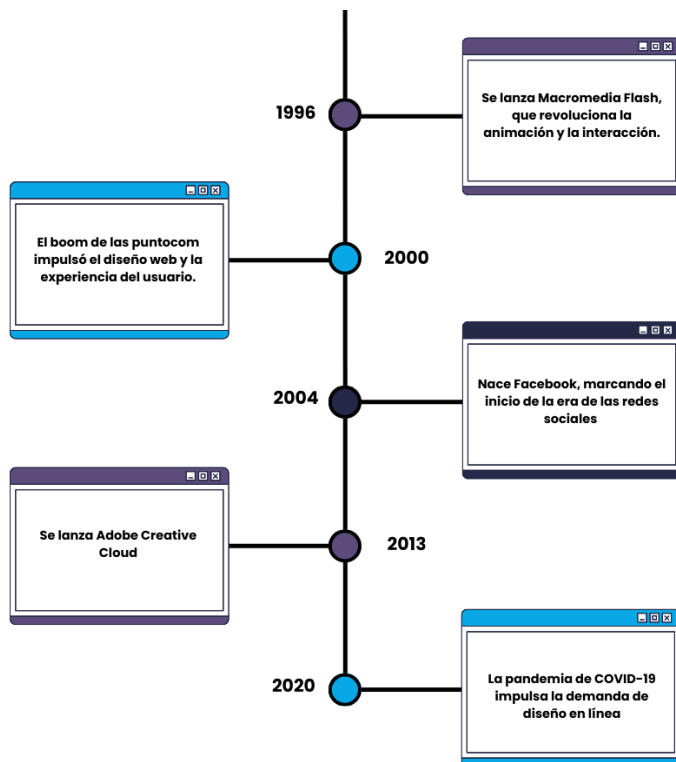 1996
Se lanza Macromedia Flash,
que revoluciona la
animación y la interacción.
El boom de las puntocom
impulsó el diseño web y la
experiencia del usuario.
2000
2004
Nace Facebook, marcando el
inicio de la era de las redes
sociales
Se lanza Adobe Creative
Cloud
2013
2020
La pandemia de COVID-19
impulsa la demanda de
diseño en línea